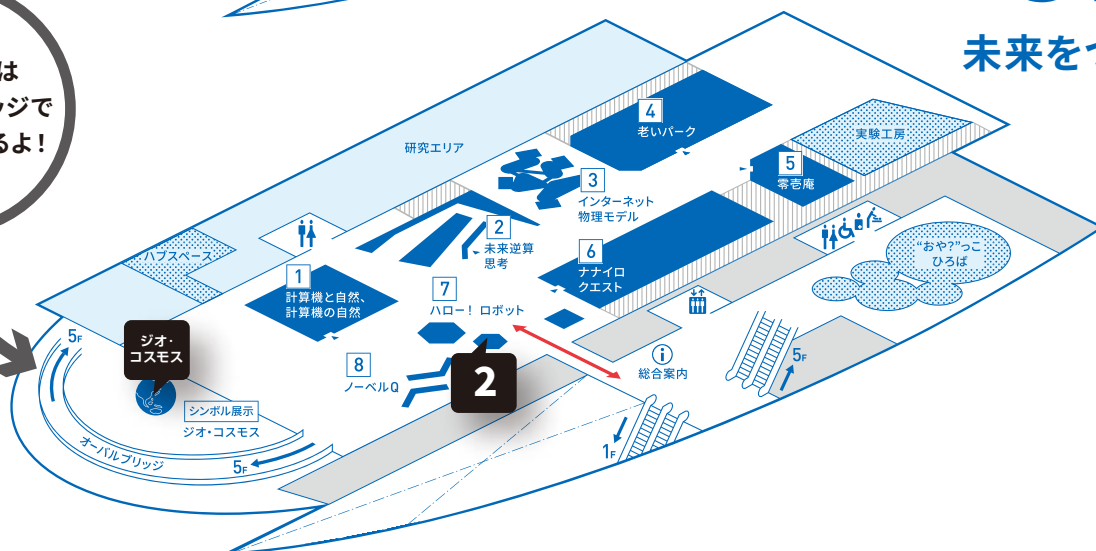 は
ッジで
るよ！
未来をつ
4
老いパーク
研究エリア
実験工房
5
零壱庵
3
インターネット
物理モデル
2
未来逆算
思考
“おや？”っこ
ひろば
ハブスペース
6
ナナイロ
クエスト
1
計算機と自然、
計算機の自然
7
ハロー！ ロボット
5F
ジオ・
コスモス
総合案内
5F
8
ノーベルQ
2
シンボル展示
ジオ・コスモス
オーバルブリッジ
5F
1F